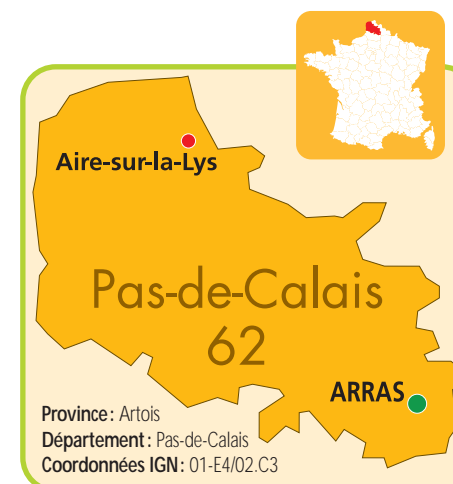 Aire-sur-la-Lys
Pas-de-Calais
62
ARRAS
Province : Artois
Département : Pas-de-Calais
Coordonnées IGN : 01-E4/02.C3